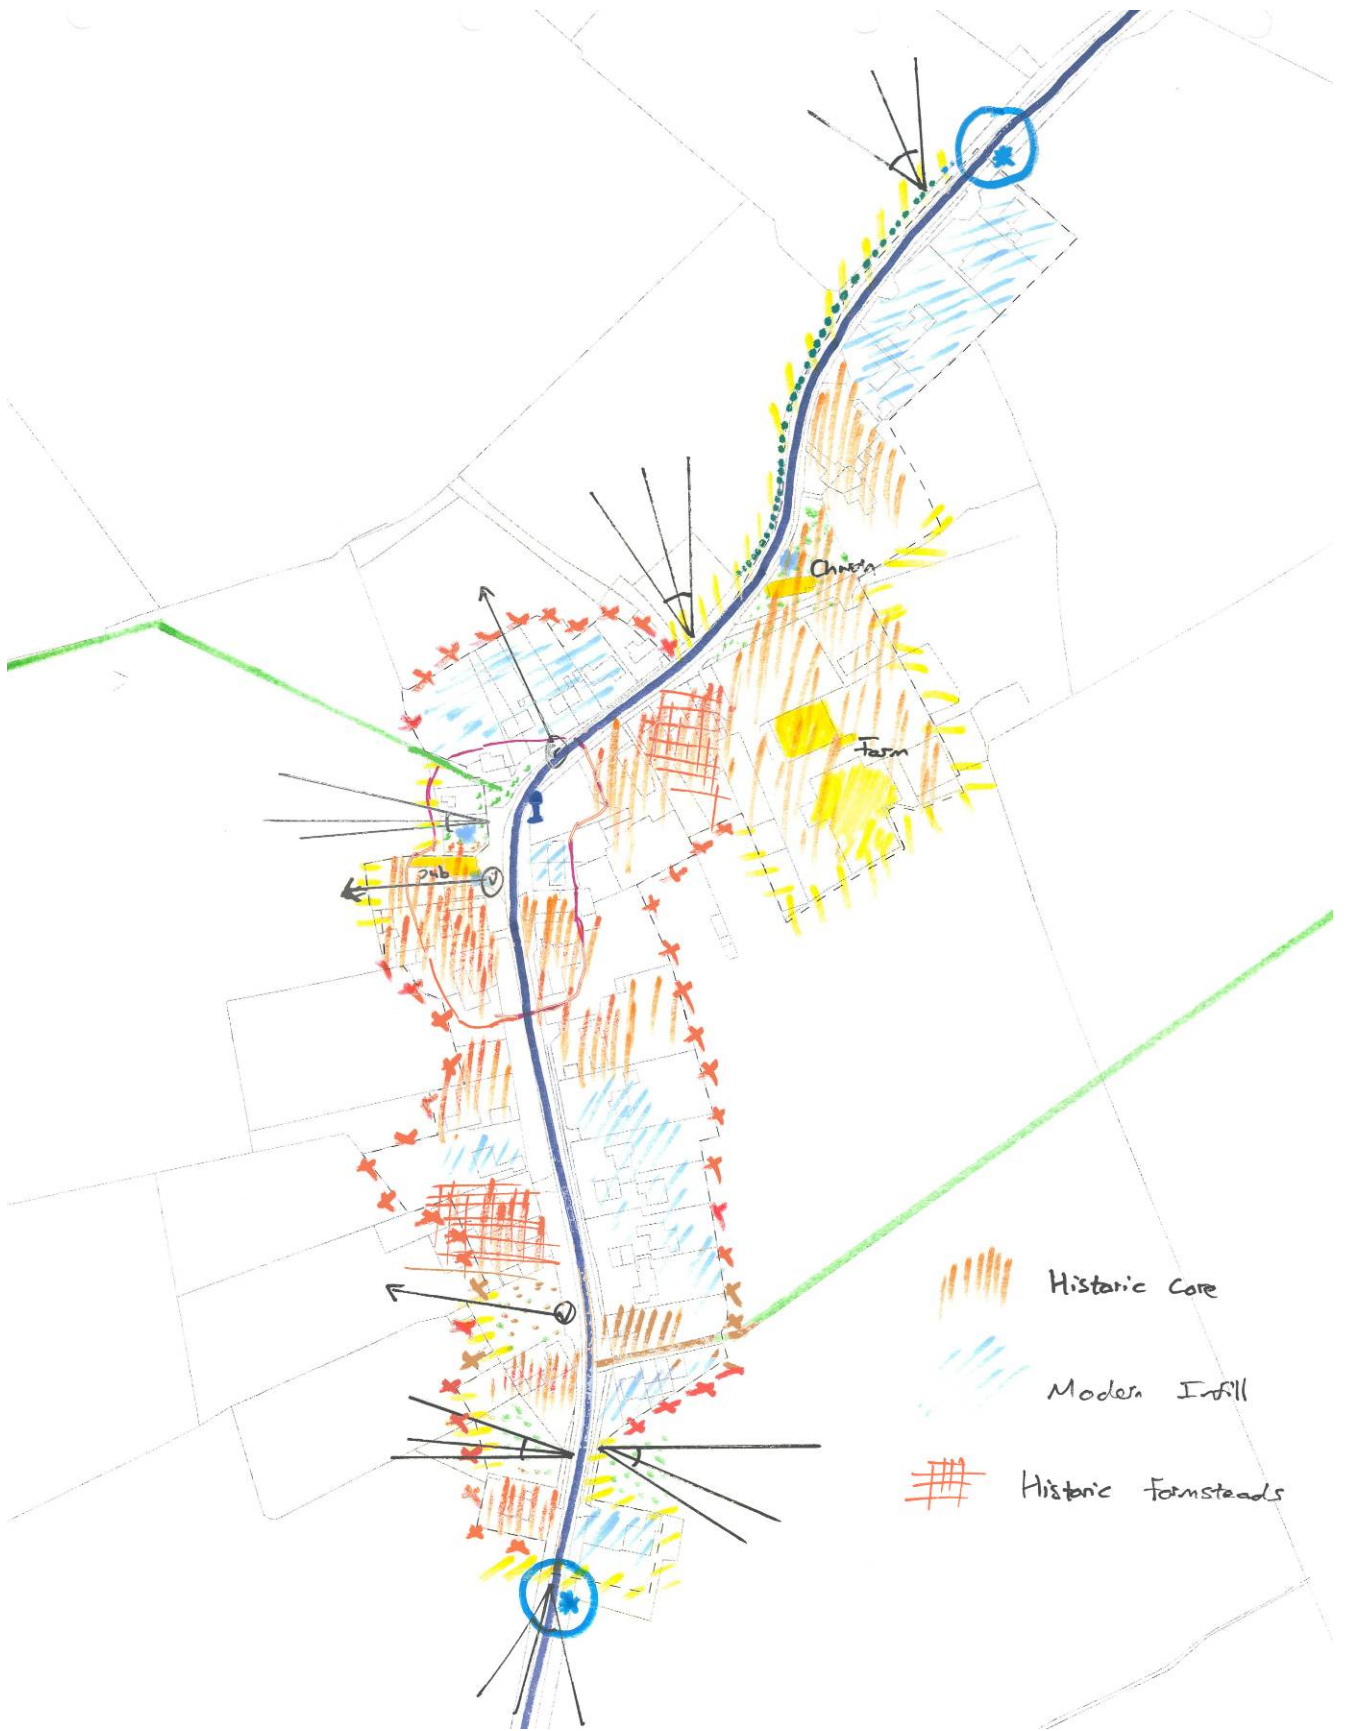 Church
Farm
pub
Historic Core
Modern Infill
Historic Farmsteads